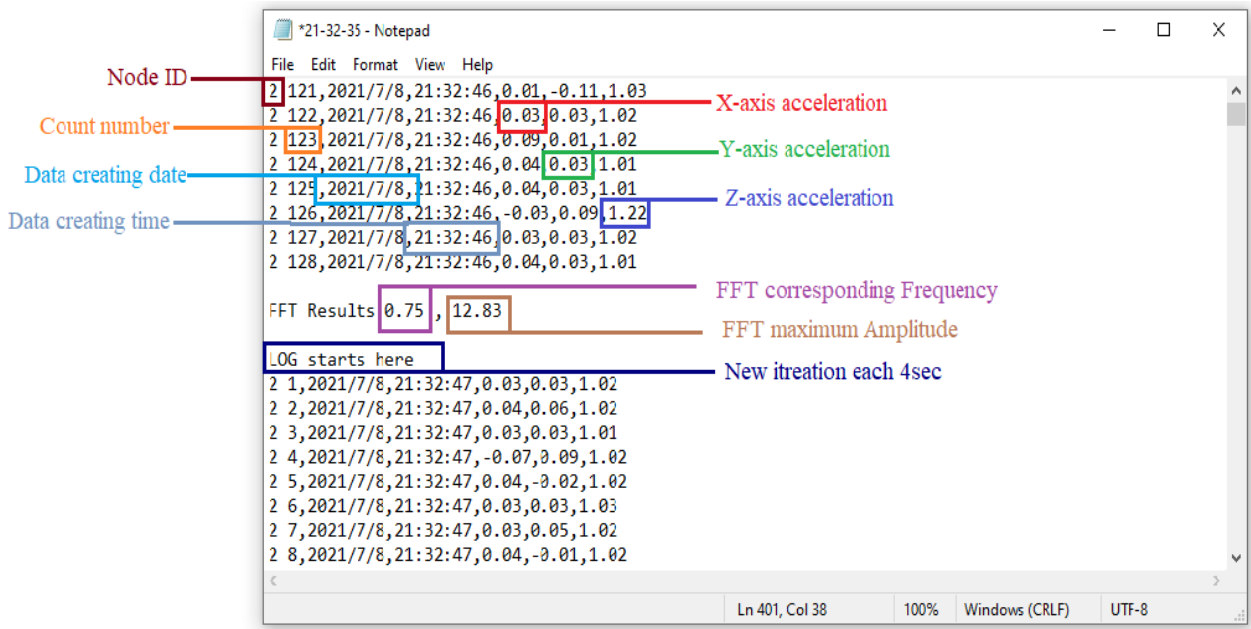 *21-32-35 - Notepad
File Edit Format View Help
Node ID
2 121,2021/7/8,21:32:46,0.01,-0.11,1.03
X-axis acceleration
2 122,2021/7/8,21:32:46,0.03,0.03,1.02
Count number
2 123,2021/7/8,21:32:46,0.09,0.01,1.02
Y-axis acceleration
2 124,2021/7/8,21:32:46,0.04,0.03,1.01
Data creating date
2 125,2021/7/8,21:32:46,0.04,0.03,1.01
Z-axis acceleration
2 126,2021/7/8,21:32:46,-0.03,0.09,1.22
Data creating time
2 127,2021/7/8,21:32:46,0.03,0.03,1.02
2 128,2021/7/8,21:32:46,0.04,0.03,1.01
FFT corresponding Frequency
FFT Results 0.75 , 12.83
FFT maximum Amplitude
LOG starts here
New itreation each 4sec
2 1,2021/7/8,21:32:47,0.03,0.03,1.02
2 2,2021/7/8,21:32:47,0.04,0.06,1.02
2 3,2021/7/8,21:32:47,0.03,0.03,1.01
2 4,2021/7/8,21:32:47,-0.07,0.09,1.02
2 5,2021/7/8,21:32:47,0.04,-0.02,1.02
2 6,2021/7/8,21:32:47,0.03,0.03,1.03
2 7,2021/7/8,21:32:47,0.03,0.05,1.02
2 8,2021/7/8,21:32:47,0.04,-0.01,1.02
Ln 401, Col 38 100% Windows (CRLF) UTF-8